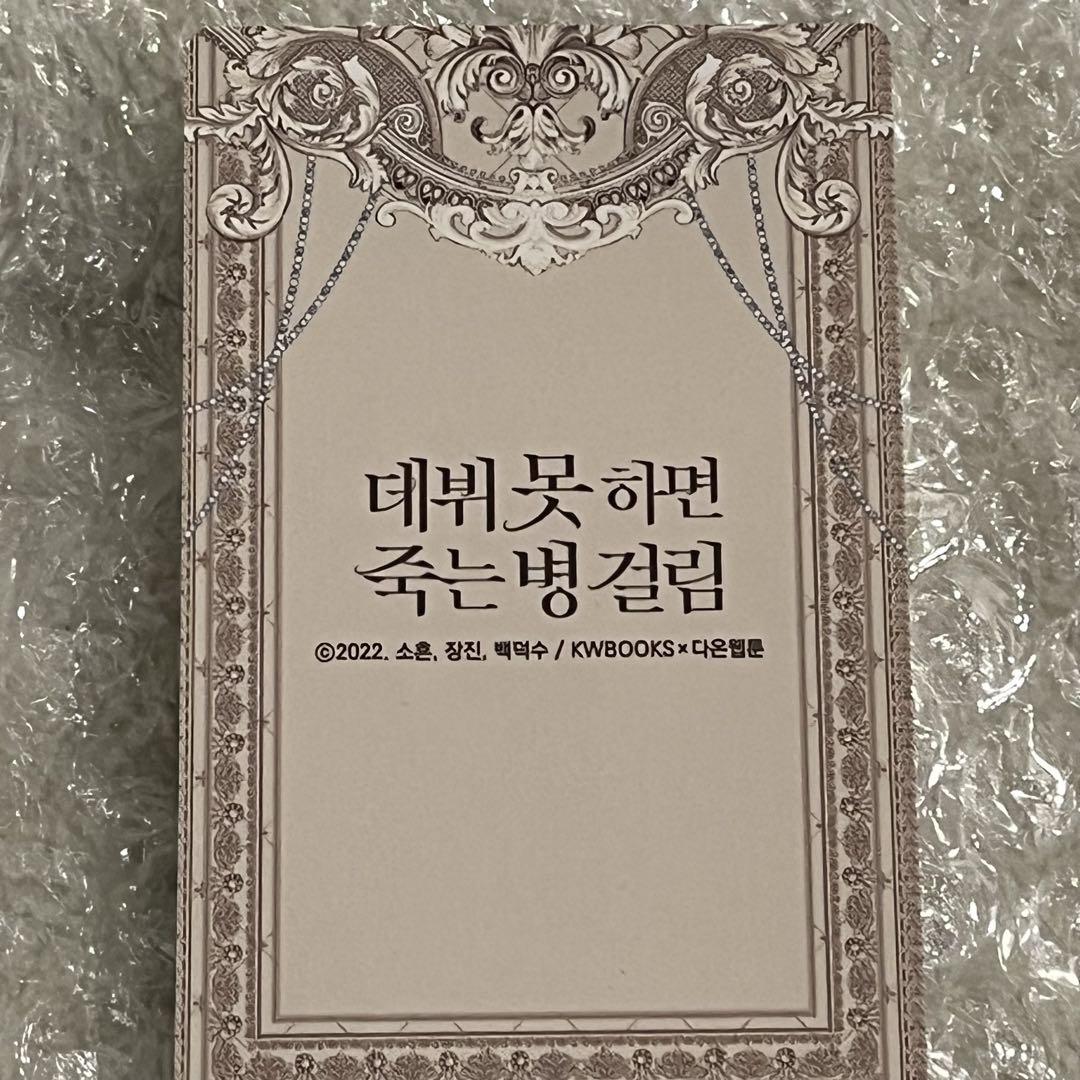 데뷔 못 하면
죽는 병 걸림
©2022. 소흔, 장진, 백덕수 / KWBOOKS×다온웹툰